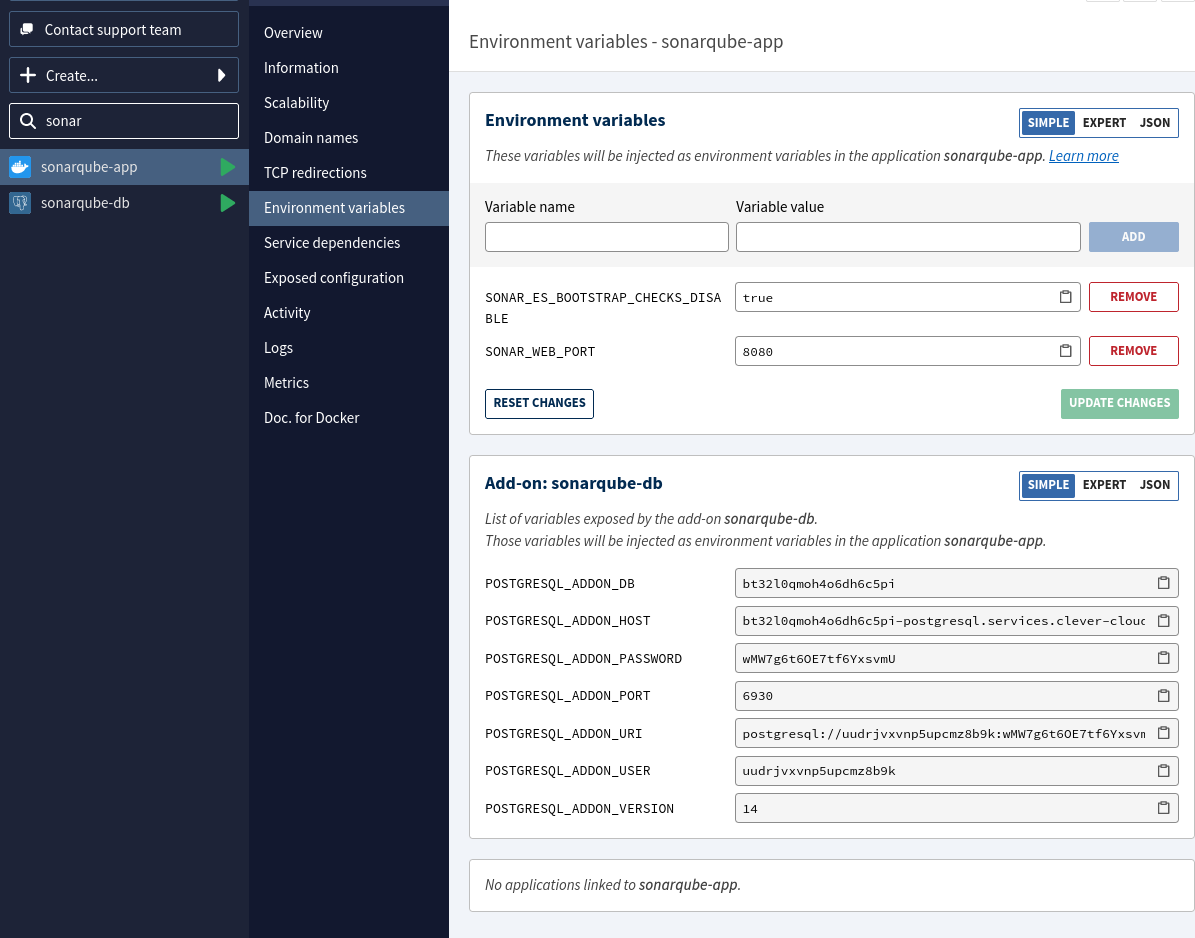 Contact support team
Create...
sonar
sonarqube-app
sonarqube-db
Overview
Information
Scalability
Domain names
TCP redirections
Environment variables
Service dependencies
Exposed configuration
Activity
Logs
Metrics
Doc. for Docker
Environment variables - sonarqube-app
Environment variables
SIMPLE EXPERT JSON
These variables will be injected as environment variables in the application sonarqube-app. Learn more
Variable name Variable value
ADD
SONAR_ES_BOOTSTRAP_CHECKS_DISA
BLE
true
REMOVE
SONAR_WEB_PORT 8080 REMOVE
RESET CHANGES UPDATE CHANGES
Add-on: sonarqube-db
SIMPLE EXPERT JSON
List of variables exposed by the add-on sonarqube-db.
Those variables will be injected as environment variables in the application sonarqube-app.
POSTGRESQL_ADDON_DB bt32l0qmoh4o6dh6c5pi
POSTGRESQL_ADDON_HOST bt32l0qmoh4o6dh6c5pi-postgresql.services.clever-clouc
POSTGRESQL_ADDON_PASSWORD wMW7g6t6OE7tf6YxsvmU
POSTGRESQL_ADDON_PORT 6930
POSTGRESQL_ADDON_URI postgresql://uudrjvxvnp5upcmz8b9k:wMW7g6t6OE7tf6Yxsvm
POSTGRESQL_ADDON_USER uudrjvxvnp5upcmz8b9k
POSTGRESQL_ADDON_VERSION 14
No applications linked to sonarqube-app.